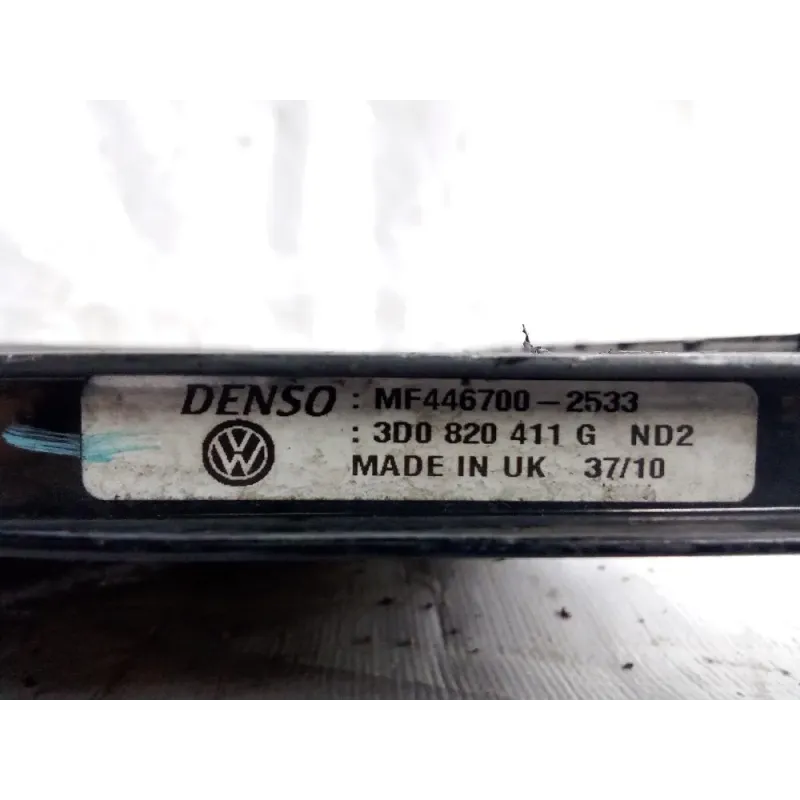 DENSO : MF446700-2533
: 3D0 820 411 G ND2
MADE IN UK 37/10